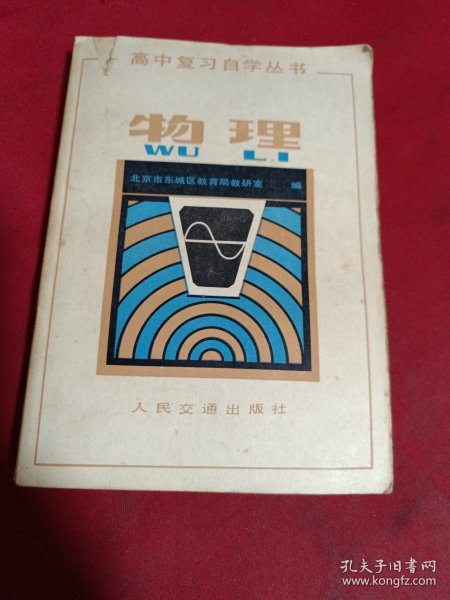 高中复习自学丛书
物理
WU LI
北京市东城区教育局教研室 编
人民交通出版社
孔夫子旧书网
www.kongfz.com